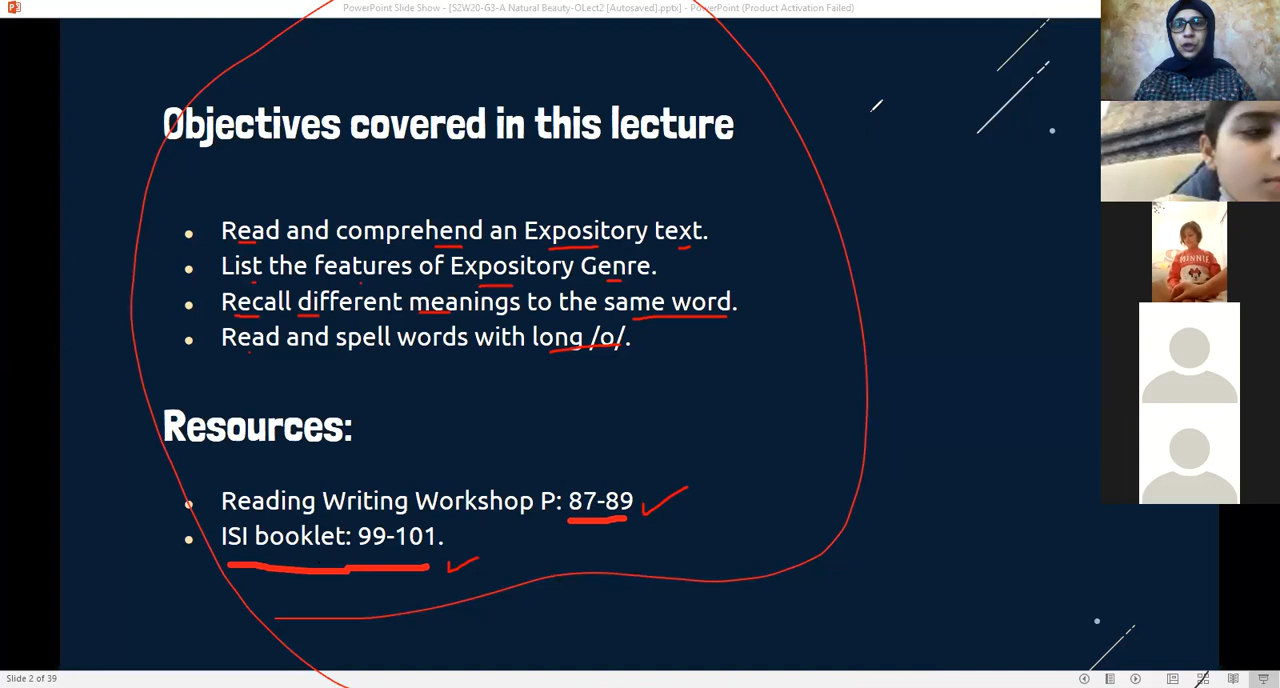 PowerPoint Slide Show - [S2W20-G3-A Natural Beauty-OLect2 [Autosaved].pptx] - PowerPoint (Product Activation Failed)
Objectives covered in this lecture
Read and comprehend an Expository text.
List the features of Expository Genre.
Recall different meanings to the same word.
Read and spell words with long /o/.
Resources:
Reading Writing Workshop P: 87-89
ISI booklet: 99-101.
MINNIE
Slide 2 of 39